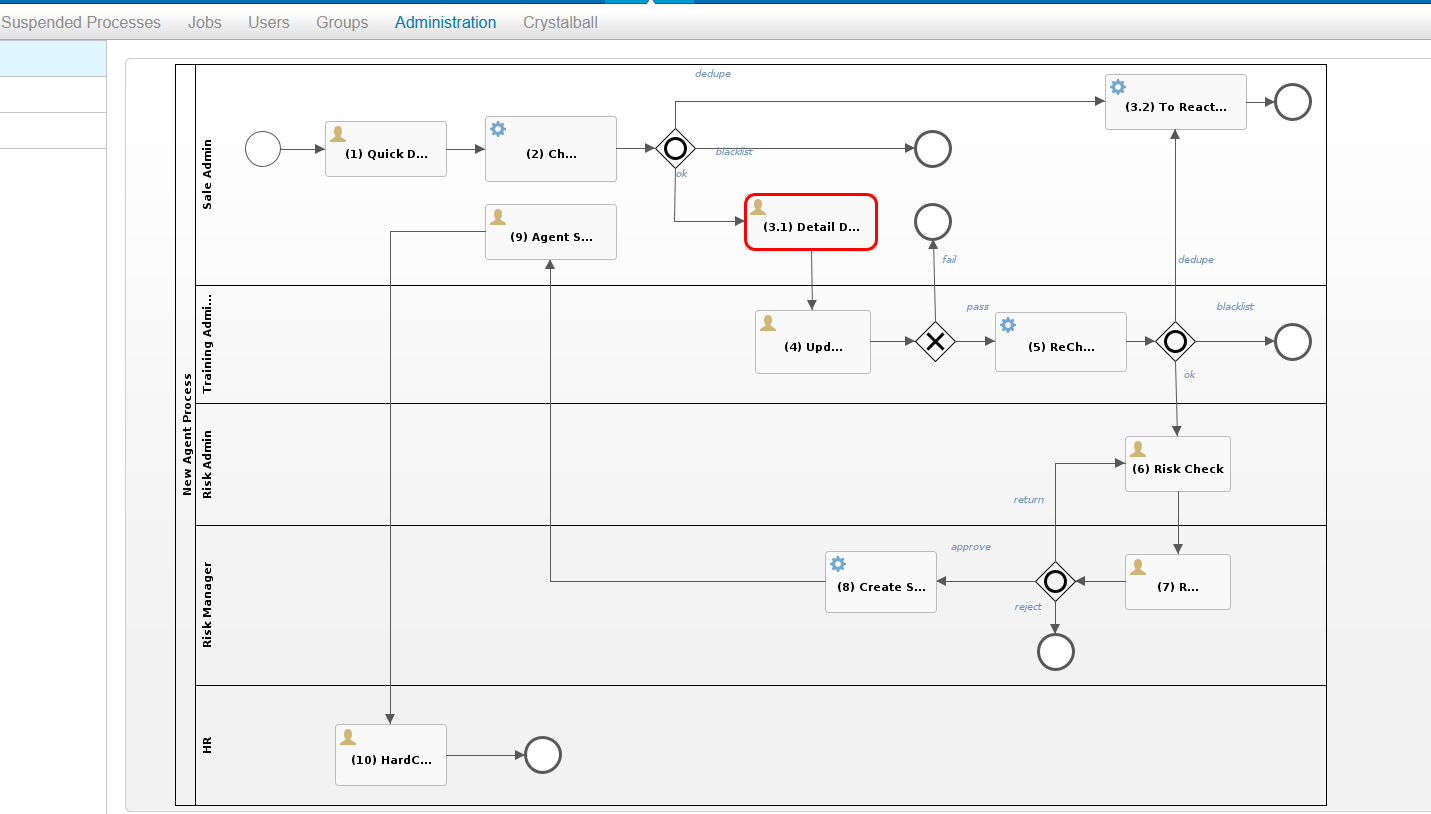 Suspended Processes Jobs Users Groups Administration Crystalball
New Agent Process
Sale Admin
dedupe
(3.2) To React...
(1) Quick D...
(2) Ch...
blacklist
ok
(9) Agent S...
(3.1) Detail D...
fail
dedupe
Training Admi...
pass
blacklist
(4) Upd...
(5) ReCh...
ok
Risk Admin
(6) Risk Check
return
Risk Manager
approve
(8) Create S...
(7) R...
reject
HR
(10) HardC...